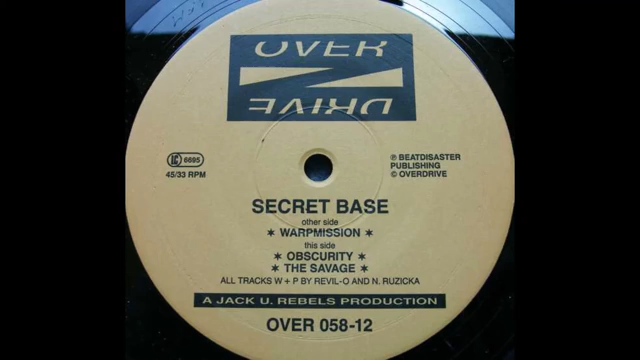 OVER
DRIVE
LC 6695
45/33 RPM
℗ BEATDISASTER
PUBLISHING
© OVERDRIVE
SECRET BASE
other side
✶ WARPMISSION ✶
this side
✶ OBSCURITY ✶
✶ THE SAVAGE ✶
ALL TRACKS W + P BY REVIL-O AND N. RUZICKA
A JACK U. REBELS PRODUCTION
OVER 058-12